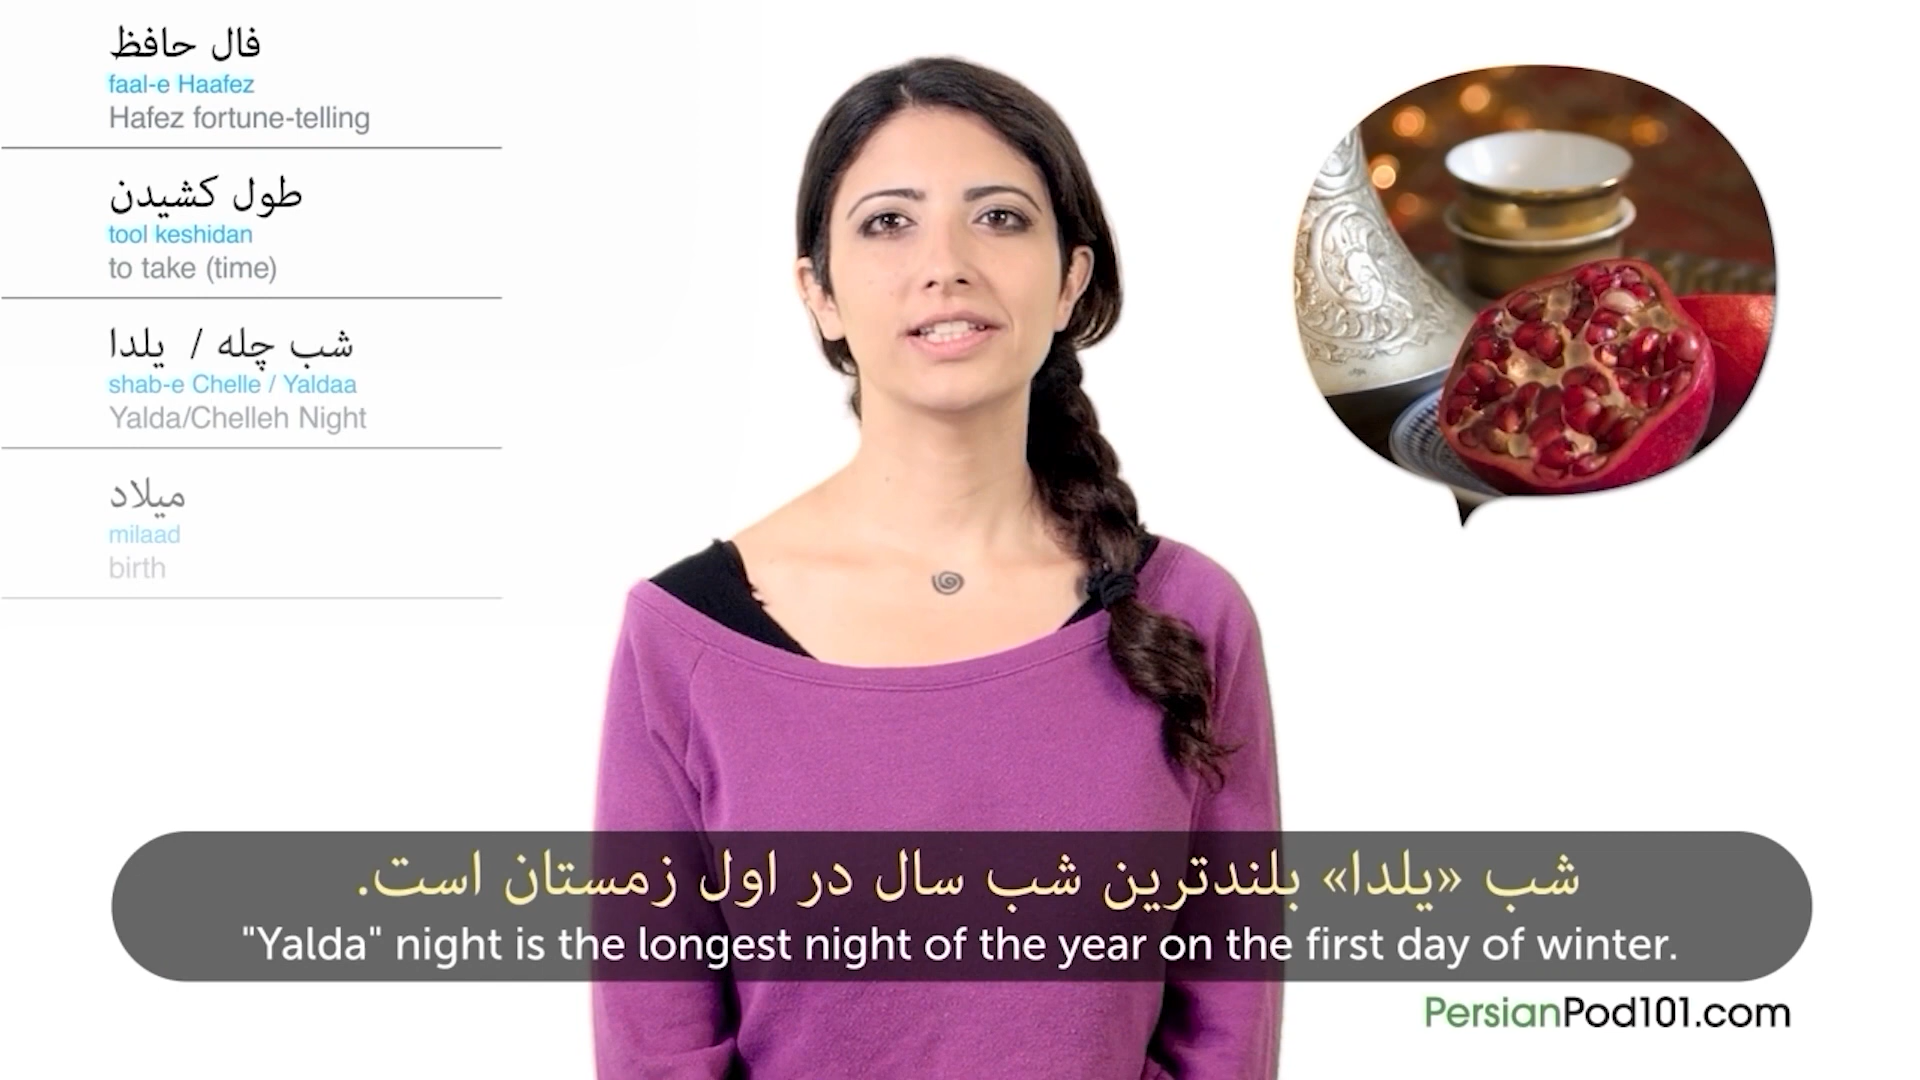 فال حافظ
faal-e Haafez
Hafez fortune-telling
طول کشیدن
tool keshidan
to take (time)
شب چله / یلدا
shab-e Chelle / Yaldaa
Yalda/Chelleh Night
میلاد
milaad
birth
شب «یلدا» بلندترین شب سال در اول زمستان است.
"Yalda" night is the longest night of the year on the first day of winter.
PersianPod101.com